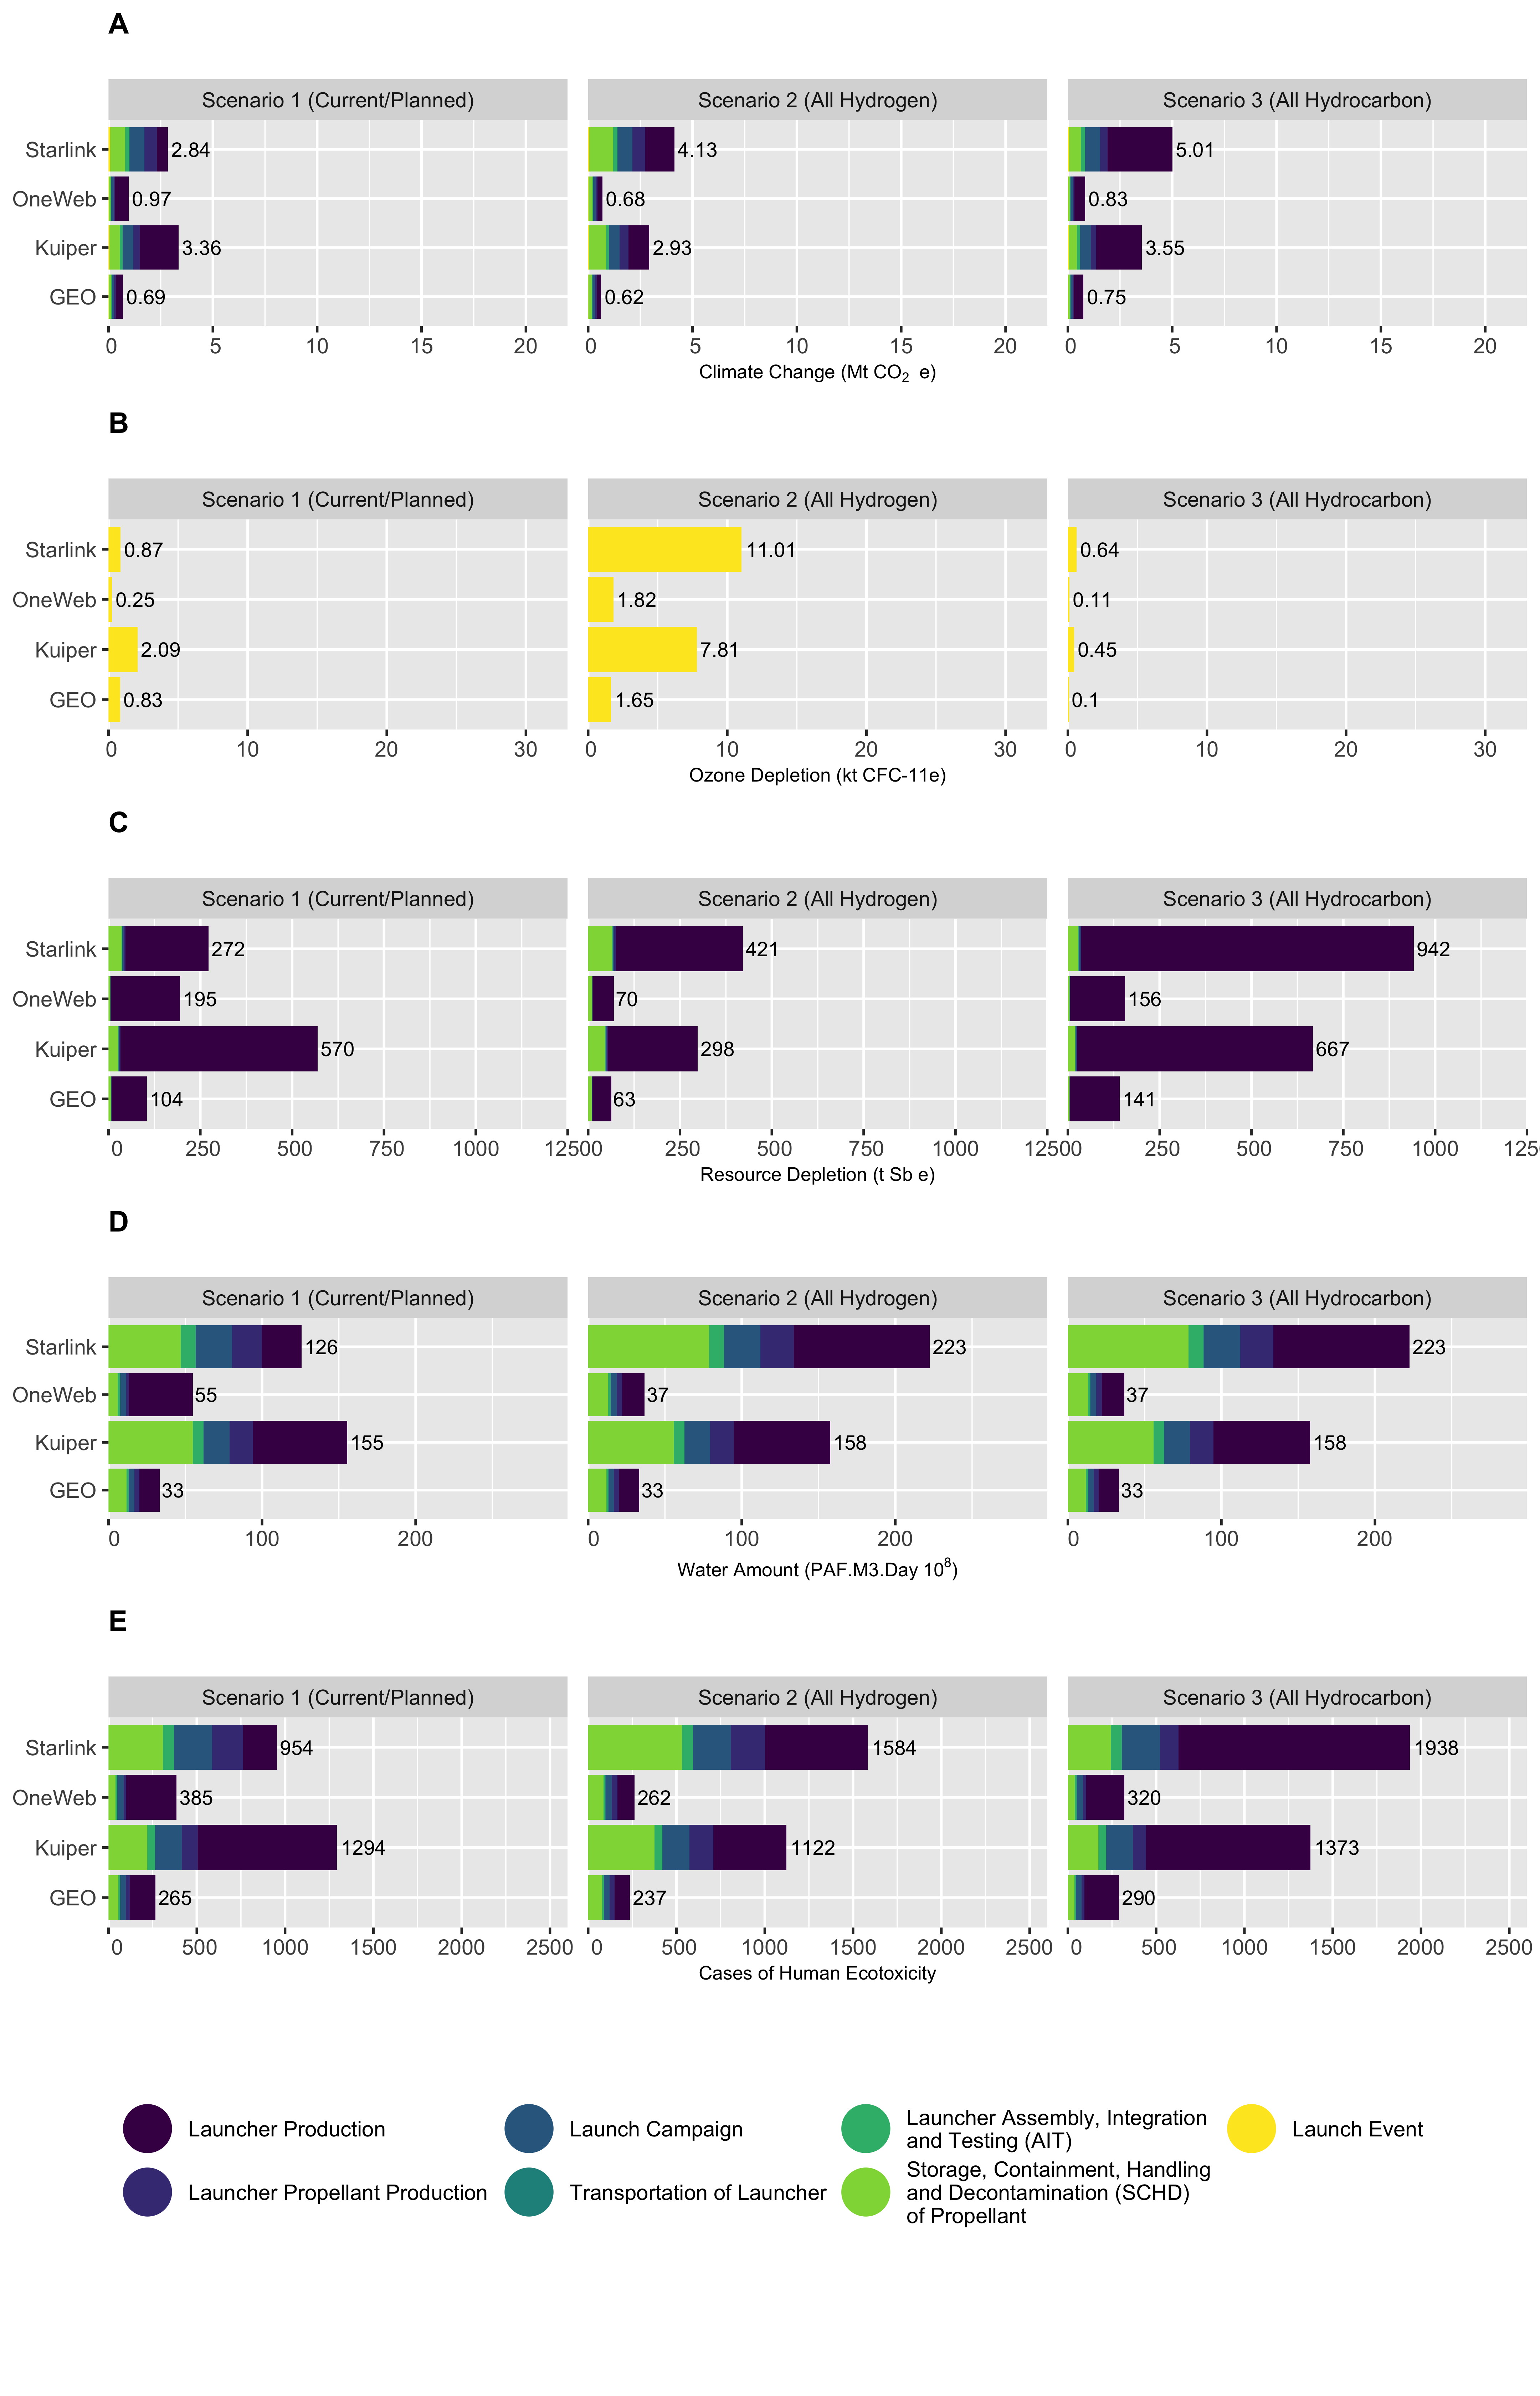 A
Scenario 1 (Current/Planned) Scenario 2 (All Hydrogen) Scenario 3 (All Hydrocarbon)
Starlink 2.84 4.13 5.01
OneWeb 0.97 0.68 0.83
Kuiper 3.36 2.93 3.55
GEO 0.69 0.62 0.75
0 5 10 15 20 0 5 10 15 20 0 5 10 15 20
Climate Change (Mt CO₂ e)
B
Scenario 1 (Current/Planned) Scenario 2 (All Hydrogen) Scenario 3 (All Hydrocarbon)
Starlink 0.87 11.01 0.64
OneWeb 0.25 1.82 0.11
Kuiper 2.09 7.81 0.45
GEO 0.83 1.65 0.1
0 10 20 30 0 10 20 30 0 10 20 30
Ozone Depletion (kt CFC-11e)
C
Scenario 1 (Current/Planned) Scenario 2 (All Hydrogen) Scenario 3 (All Hydrocarbon)
Starlink 272 421 942
OneWeb 195 70 156
Kuiper 570 298 667
GEO 104 63 141
0 250 500 750 1000 1250 0 250 500 750 1000 1250 0 250 500 750 1000 125
Resource Depletion (t Sb e)
D
Scenario 1 (Current/Planned) Scenario 2 (All Hydrogen) Scenario 3 (All Hydrocarbon)
Starlink 126 223 223
OneWeb 55 37 37
Kuiper 155 158 158
GEO 33 33 33
0 100 200 0 100 200 0 100 200
Water Amount (PAF.M3.Day 10⁸)
E
Scenario 1 (Current/Planned) Scenario 2 (All Hydrogen) Scenario 3 (All Hydrocarbon)
Starlink 954 1584 1938
OneWeb 385 262 320
Kuiper 1294 1122 1373
GEO 265 237 290
0 500 1000 1500 2000 2500 0 500 1000 1500 2000 2500 0 500 1000 1500 2000 2500
Cases of Human Ecotoxicity
Launcher Production
Launcher Propellant Production
Launch Campaign
Transportation of Launcher
Launcher Assembly, Integration
and Testing (AIT)
Storage, Containment, Handling
and Decontamination (SCHD)
of Propellant
Launch Event